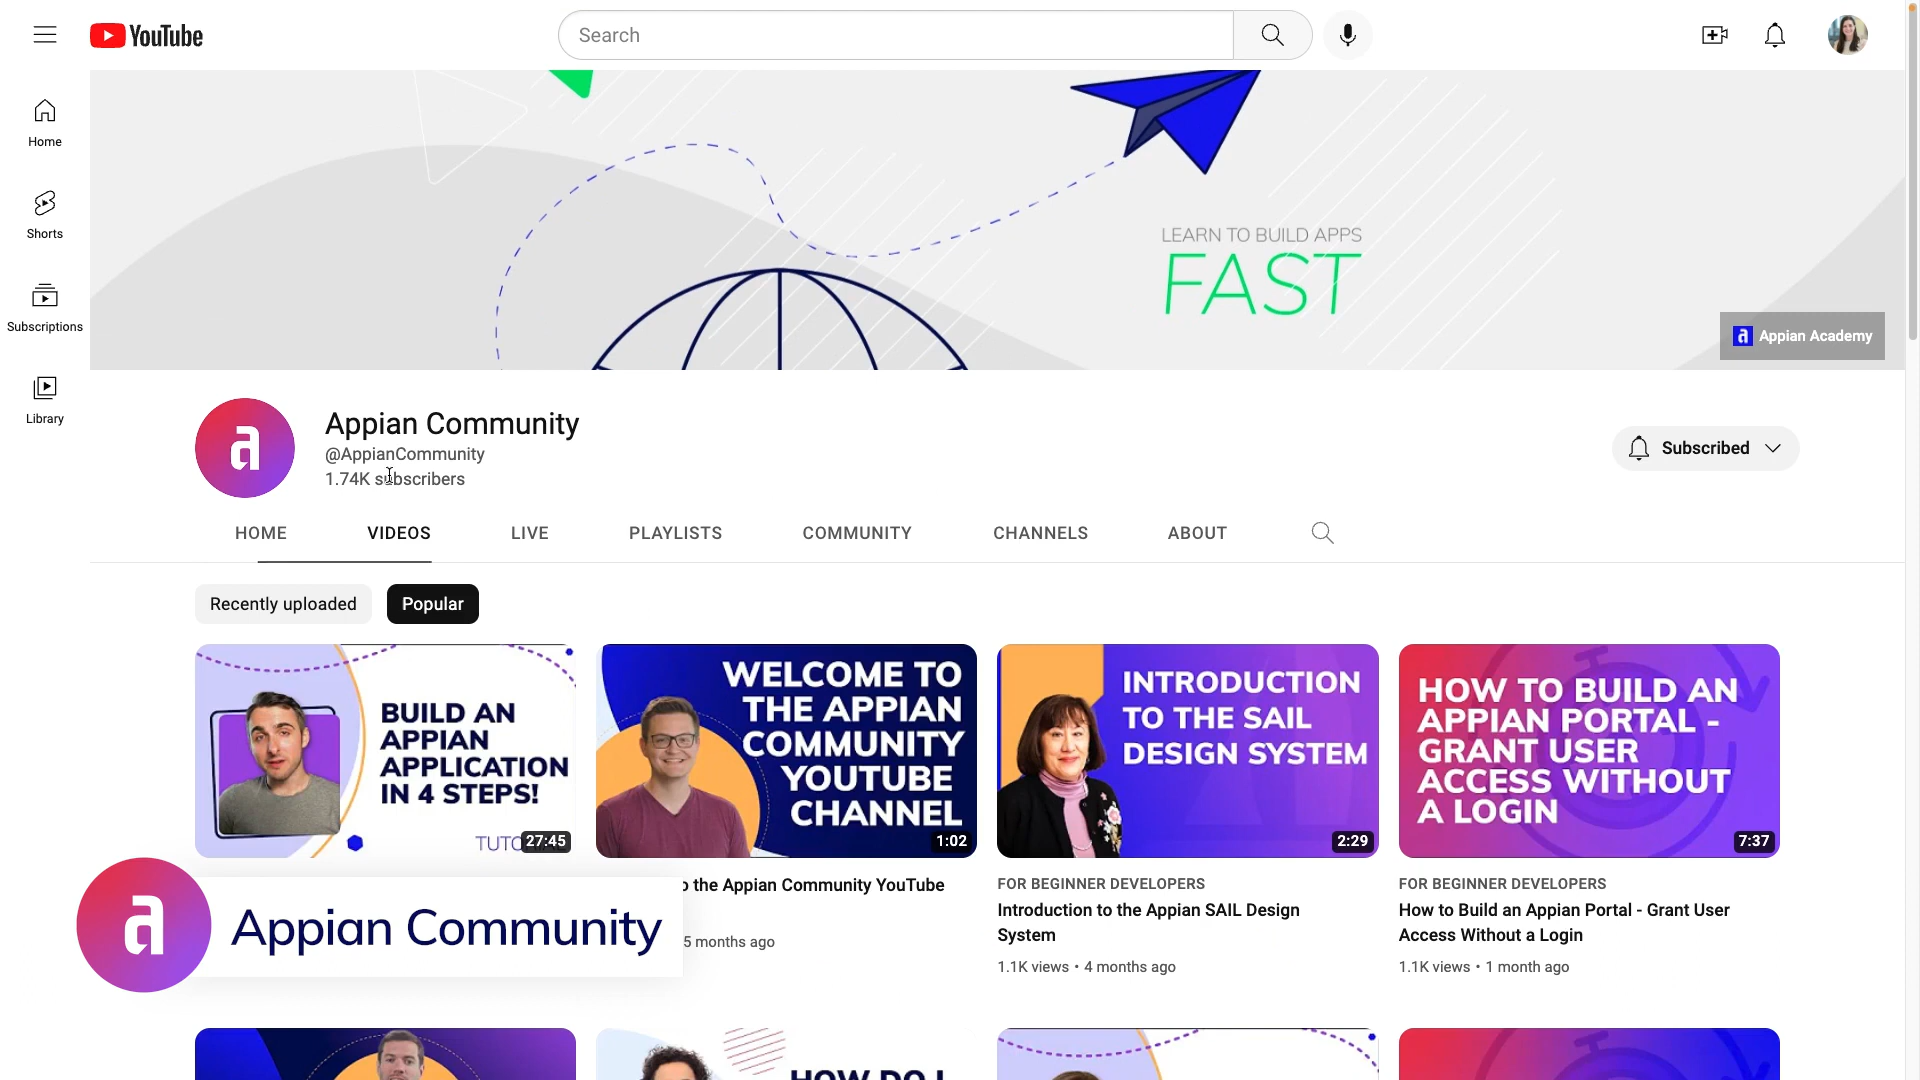 YouTube
Search
Home
Shorts
Subscriptions
Library
LEARN TO BUILD APPS
FAST
a Appian Academy
a
Appian Community
@AppianCommunity
1.74K subscribers
Subscribed
HOME
VIDEOS
LIVE
PLAYLISTS
COMMUNITY
CHANNELS
ABOUT
Recently uploaded
Popular
BUILD AN
APPIAN
APPLICATION
IN 4 STEPS!
27:45
WELCOME TO
THE APPIAN
COMMUNITY
YOUTUBE
CHANNEL
1:02
INTRODUCTION
TO THE SAIL
DESIGN SYSTEM
2:29
HOW TO BUILD AN
APPIAN PORTAL -
GRANT USER
ACCESS WITHOUT
A LOGIN
7:37
the Appian Community YouTube
5 months ago
FOR BEGINNER DEVELOPERS
Introduction to the Appian SAIL Design
System
1.1K views • 4 months ago
FOR BEGINNER DEVELOPERS
How to Build an Appian Portal - Grant User
Access Without a Login
1.1K views • 1 month ago
a
Appian Community
HOW DO I